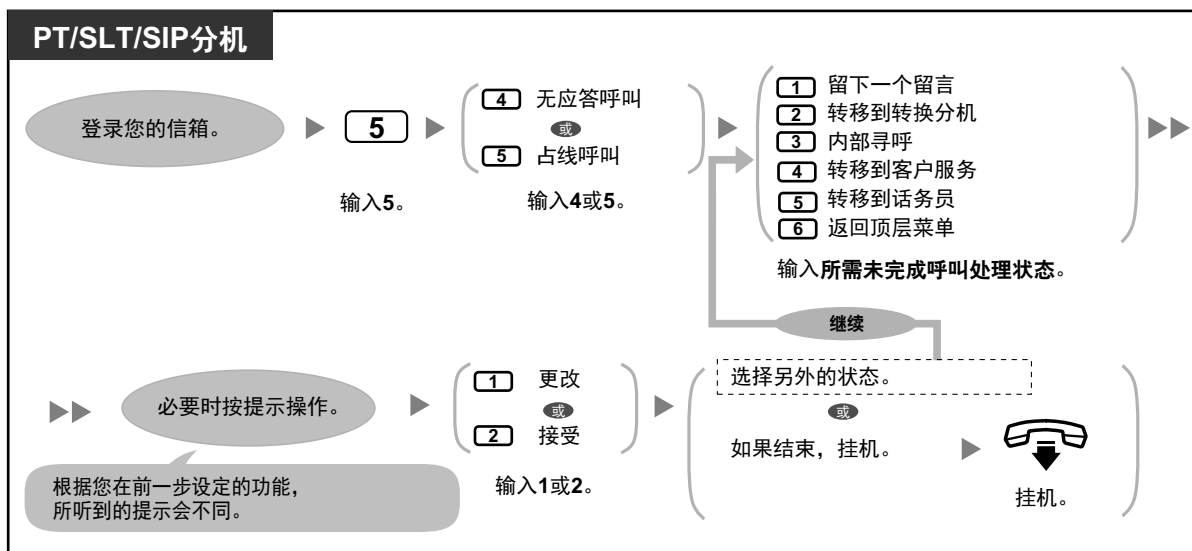 PT/SLT/SIP分机
登录您的信箱。
5
输入5。
4 无应答呼叫
或
5 占线呼叫
输入4或5。
1 留下一个留言
2 转移到转换分机
3 内部寻呼
4 转移到客户服务
5 转移到话务员
6 返回顶层菜单
输入所需未完成呼叫处理状态。
继续
必要时按提示操作。
根据您在前一步设定的功能，
所听到的提示会不同。
1 更改
或
2 接受
输入1或2。
选择另外的状态。
或
如果结束，挂机。
挂机。